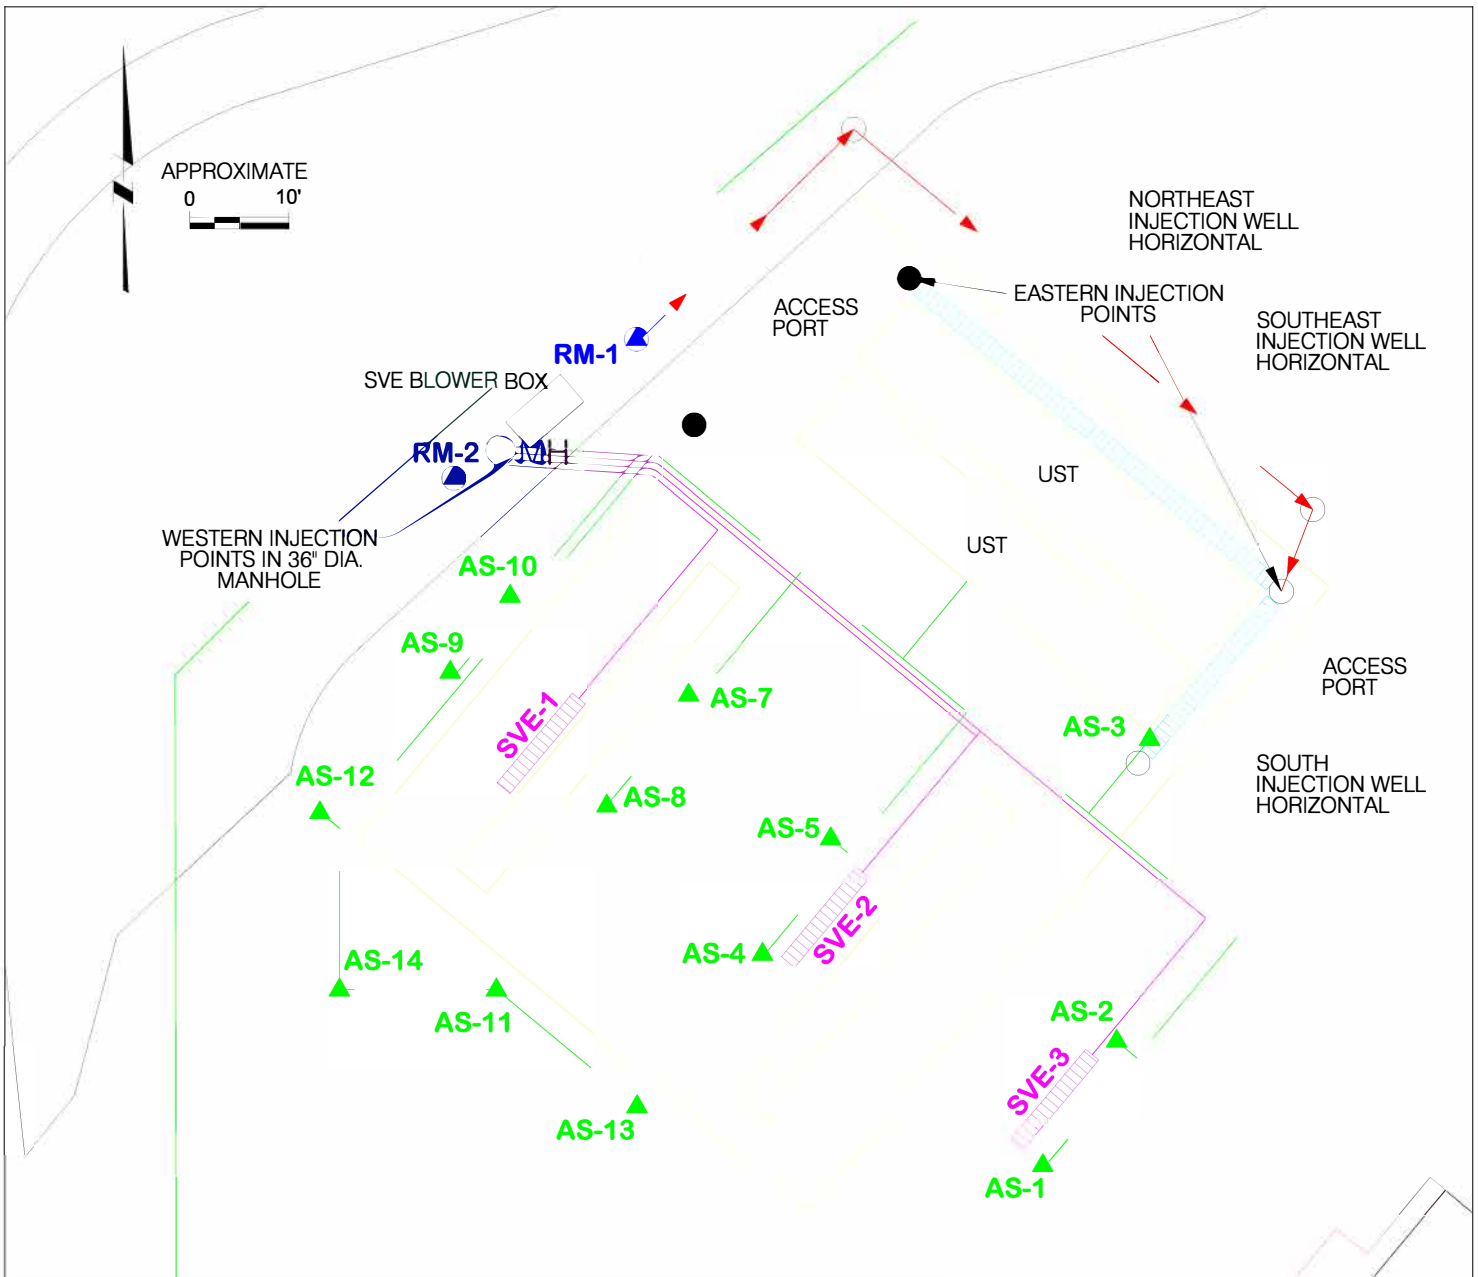 APPROXIMATE
0 10'
NORTHEAST
INJECTION WELL
HORIZONTAL
EASTERN INJECTION
POINTS
ACCESS
PORT
SOUTHEAST
INJECTION WELL
HORIZONTAL
RM-1
SVE BLOWER BOX
RM-2
MH
UST
UST
WESTERN INJECTION
POINTS IN 36" DIA.
MANHOLE
AS-10
AS-9
AS-7
SVE-1
ACCESS
PORT
AS-3
AS-12
AS-8
AS-5
SOUTH
INJECTION WELL
HORIZONTAL
SVE-2
AS-4
AS-14
AS-11
AS-2
SVE-3
AS-13
AS-1